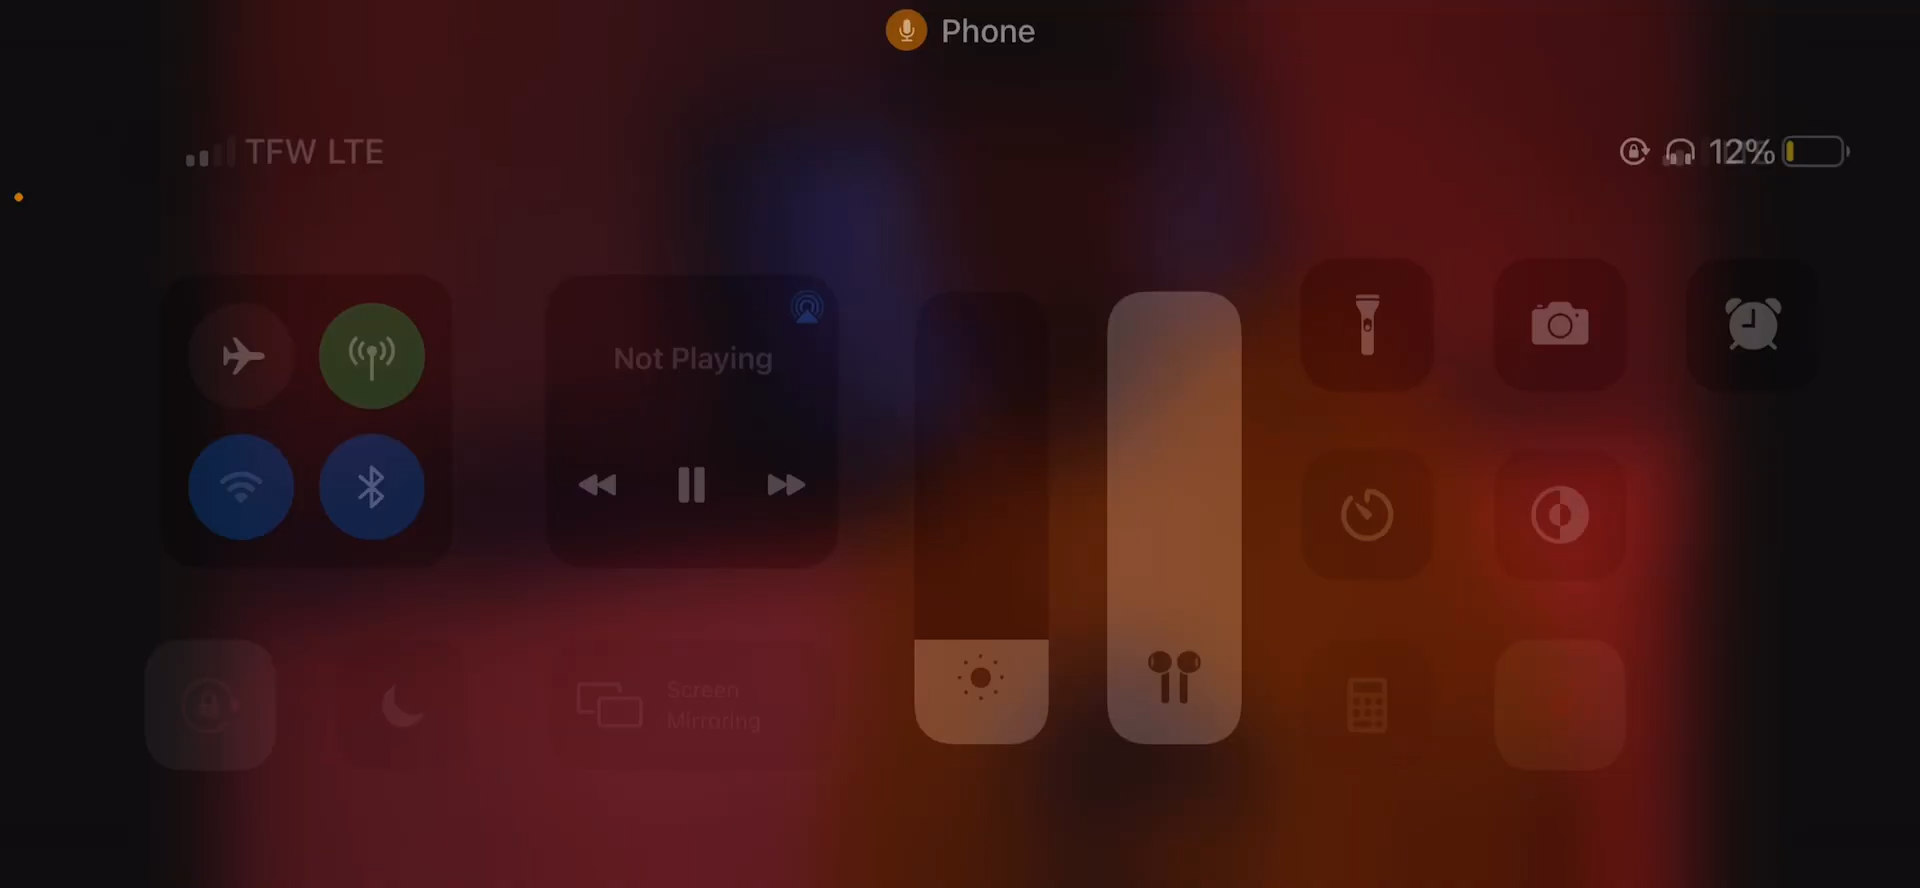 Phone
TFW LTE
12%
Not Playing
Screen
Mirroring